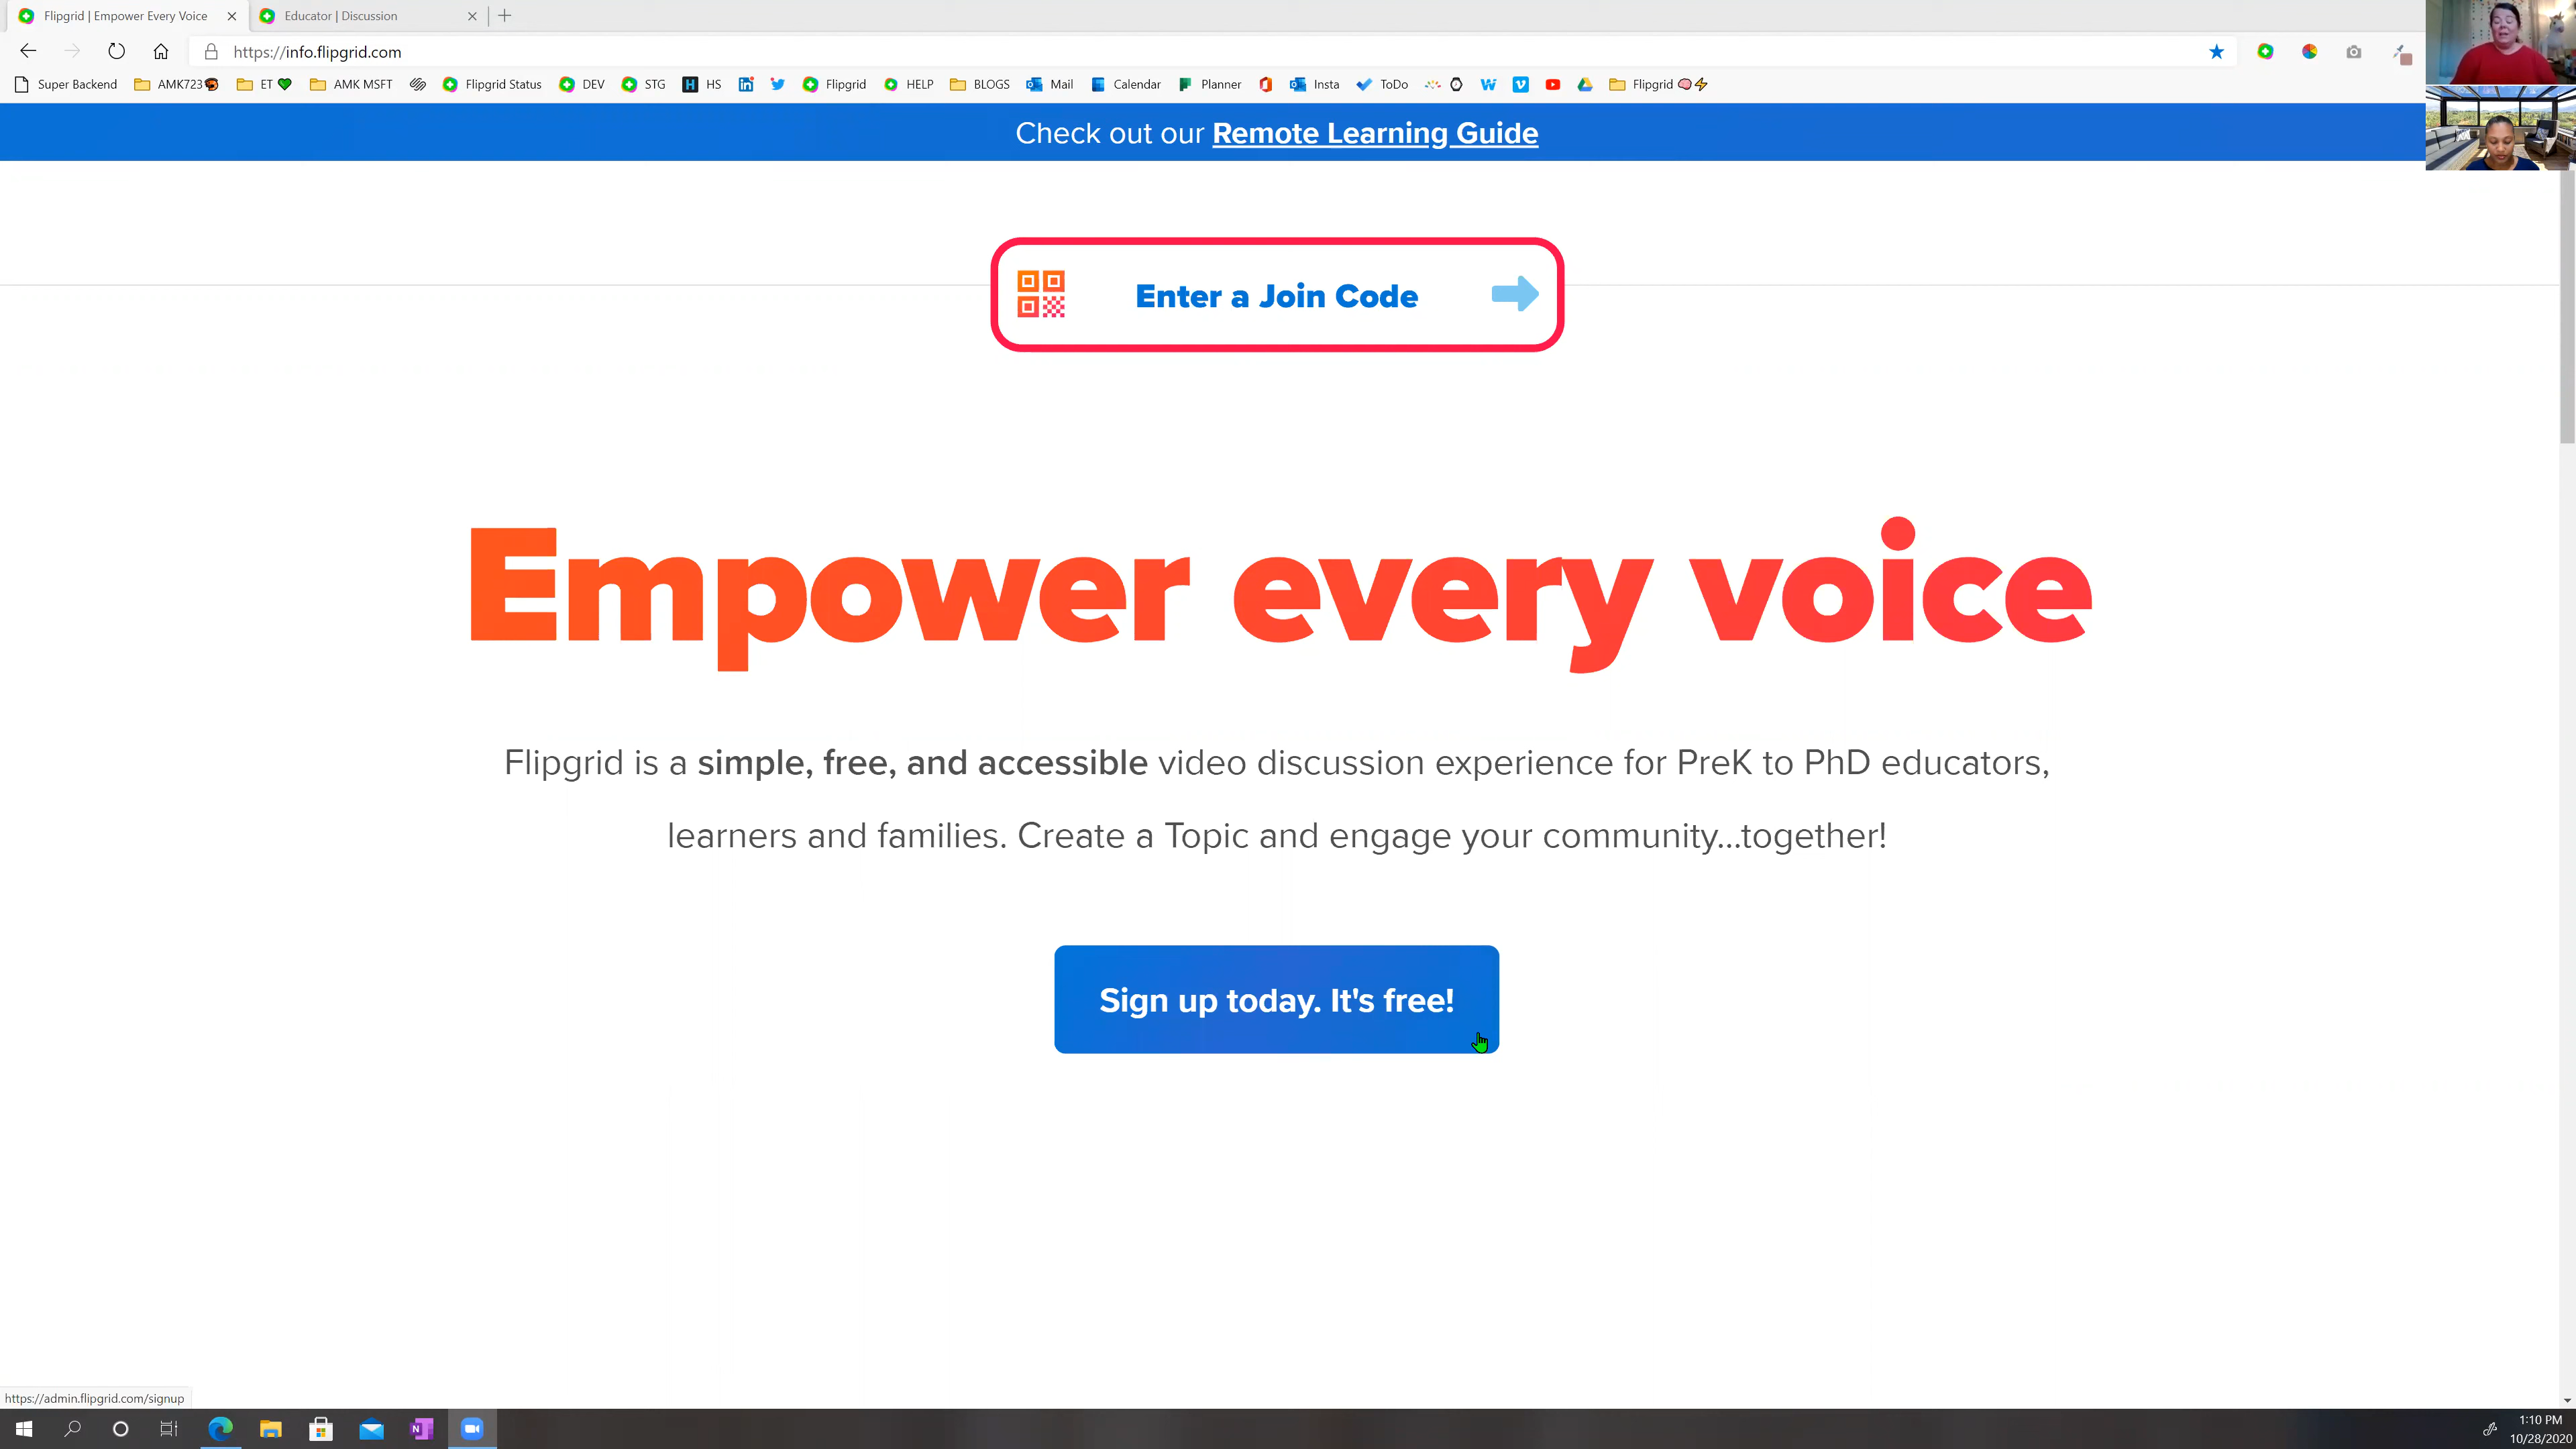 Flipgrid | Empower Every Voice
Educator | Discussion
https://info.flipgrid.com
Super Backend AMK723 ET AMK MSFT Flipgrid Status DEV STG HS Flipgrid HELP BLOGS Mail Calendar Planner Insta ToDo Flipgrid
Check out our Remote Learning Guide
Enter a Join Code
Empower every voice
Flipgrid is a simple, free, and accessible video discussion experience for PreK to PhD educators,
learners and families. Create a Topic and engage your community...together!
Sign up today. It's free!
https://admin.flipgrid.com/signup
1:10 PM
10/28/2020